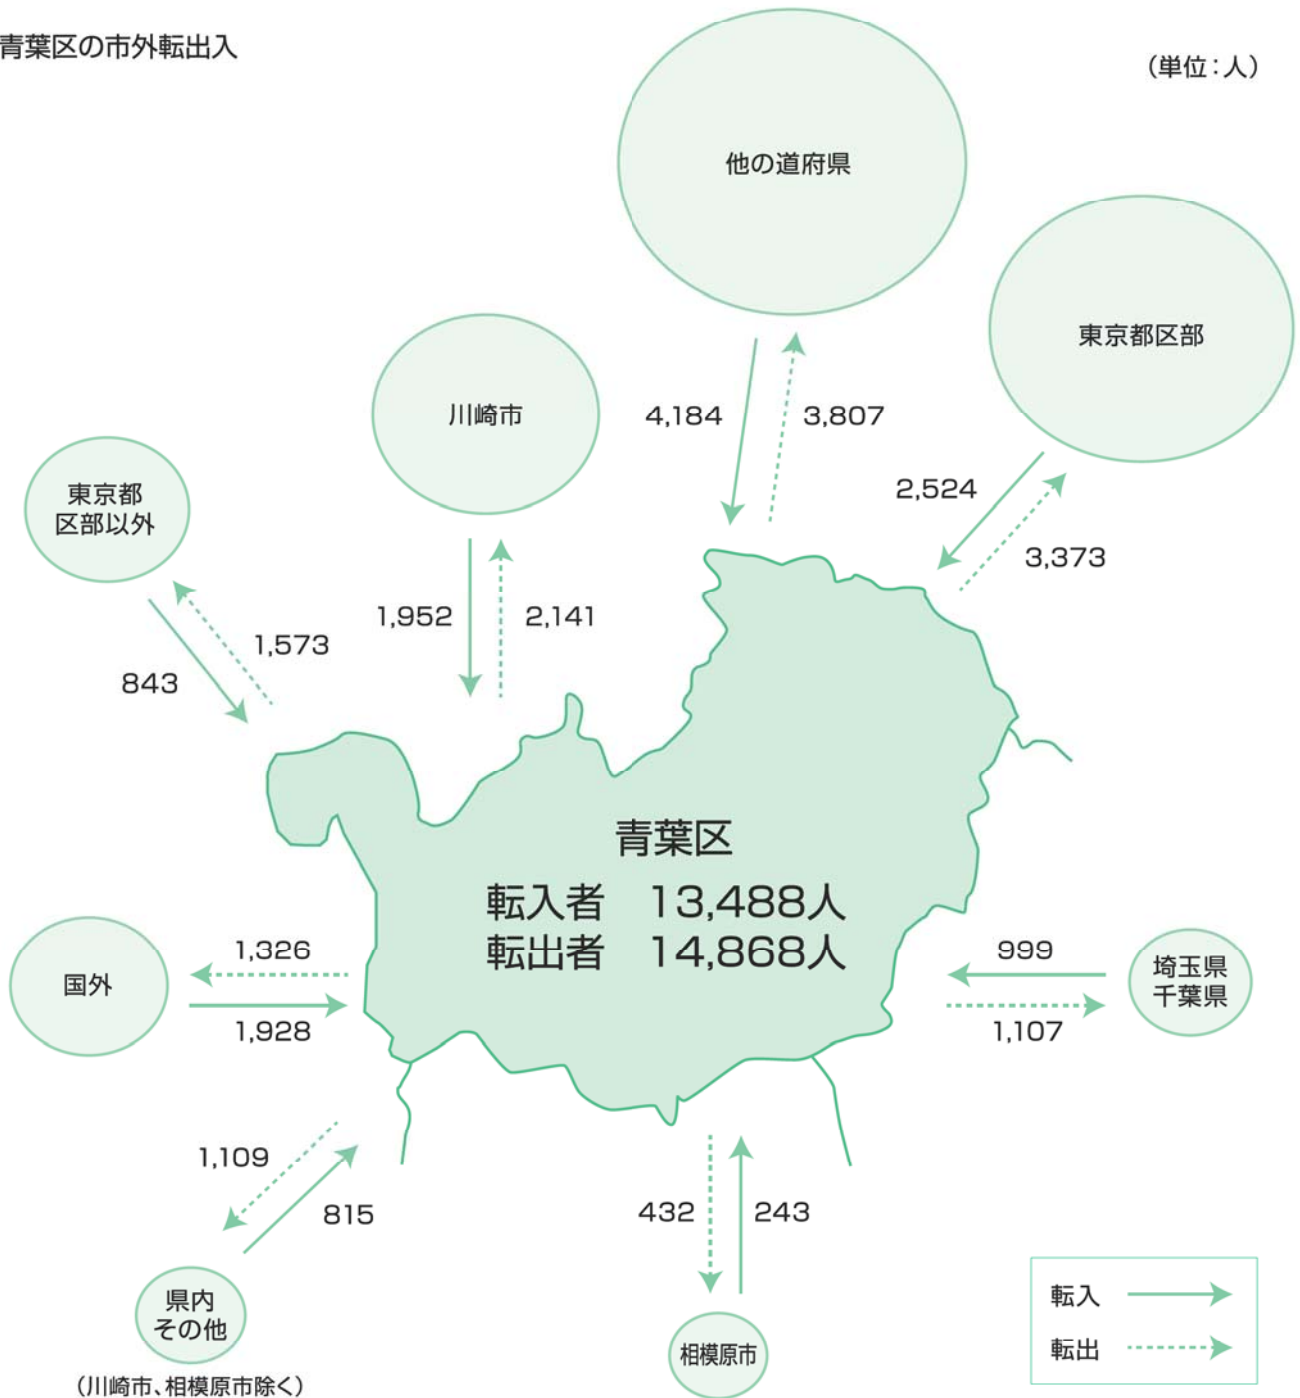 青葉区の市外転出入
(単位:人)
他の道府県
東京都区部
川崎市
4,184
3,807
東京都
区部以外
2,524
3,373
1,952
2,141
1,573
843
青葉区
転入者 13,488人
転出者 14,868人
国外
1,326
1,928
999
1,107
埼玉県
千葉県
1,109
815
432
243
県内
その他
(川崎市、相模原市除く)
相模原市
転入
転出